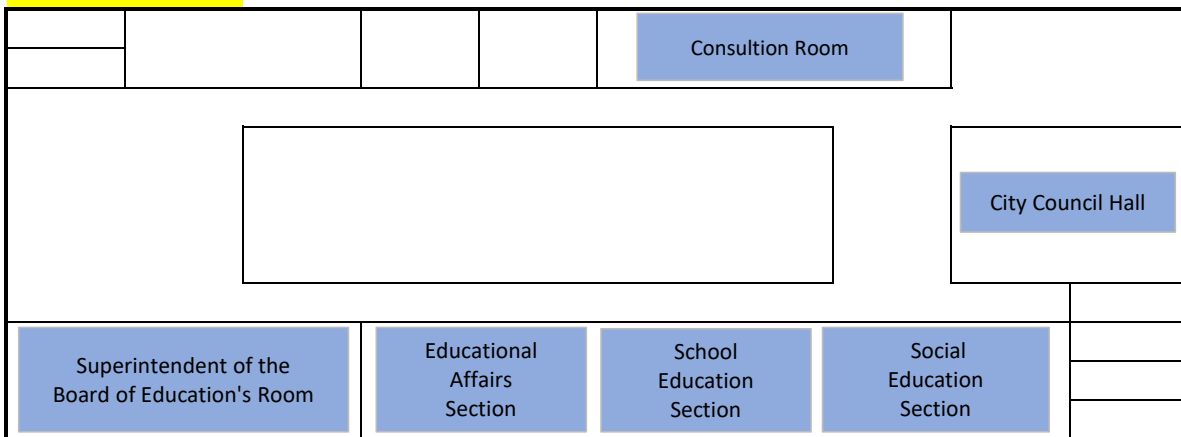 Consultion Room
City Council Hall
Superintendent of the
Board of Education's Room
Educational
Affairs
Section
School
Education
Section
Social
Education
Section